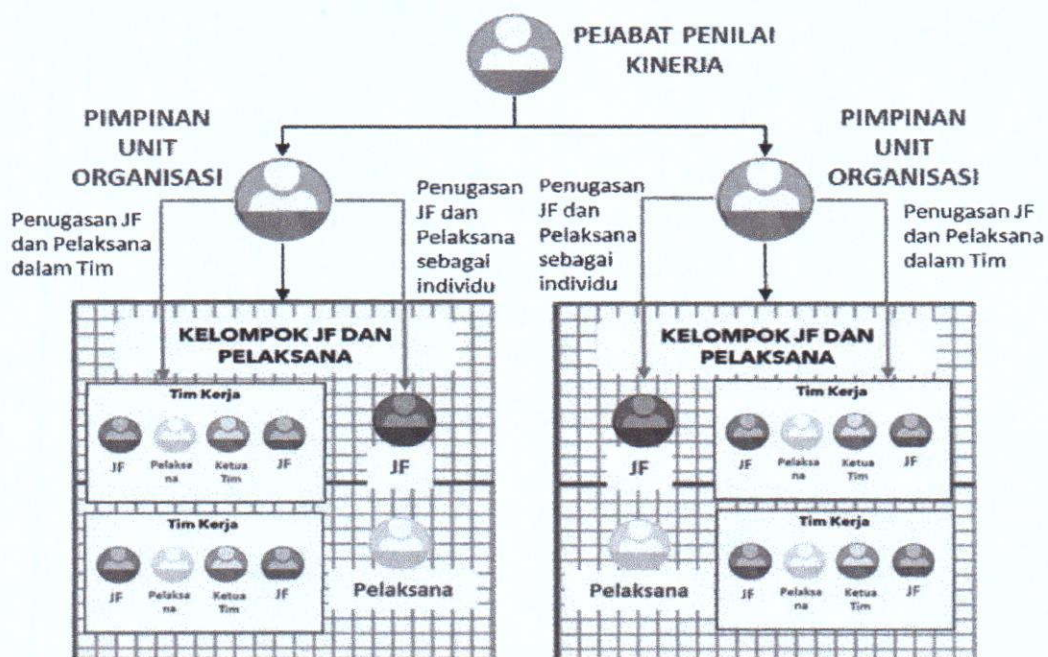 PEJABAT PENILAI
KINERJA
PIMPINAN
UNIT
ORGANISASI
Penugasan JF
dan Pelaksana
dalam Tim
Penugasan
JF dan
Pelaksana
sebagai
individu
KELOMPOK JF DAN
PELAKSANA
Tim Kerja
JF
Pelaksa
na
Ketua
Tim
JF
JF
Tim Kerja
JF
Pelaksa
na
Ketua
Tim
JF
Pelaksana
PIMPINAN
UNIT
ORGANISASI
Penugasan
JF dan
Pelaksana
sebagai
individu
Penugasan JF
dan Pelaksana
dalam Tim
KELOMPOK JF DAN
PELAKSANA
JF
Tim Kerja
JF
Pelaksa
na
Ketua
Tim
JF
Pelaksana
Tim Kerja
JF
Pelaksa
na
Ketua
Tim
JF